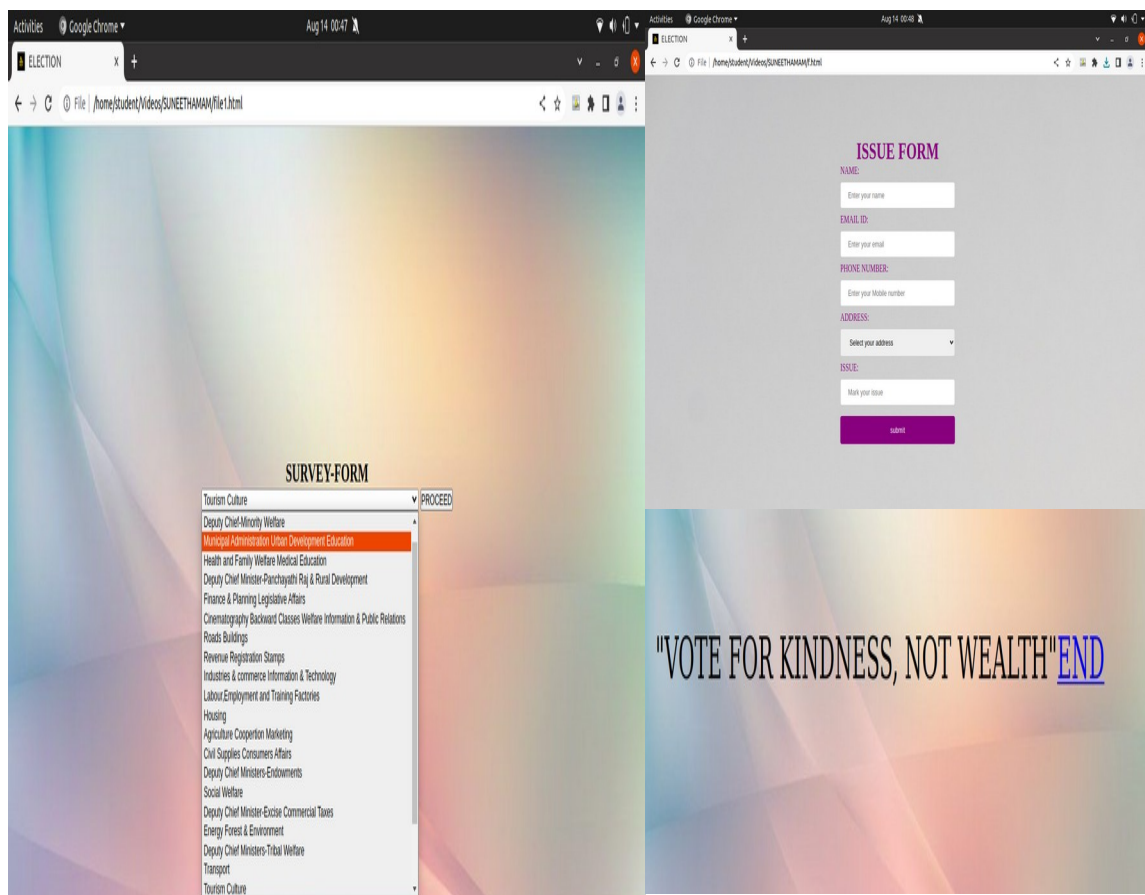 Activities Google Chrome Aug 14 00:47
ELECTION x +
File /home/student/Videos/SUNEETHAMAM/file1.html
SURVEY-FORM
Tourism Culture PROCEED
Deputy Chief-Minority Welfare
Municipal Administration Urban Development Education
Health and Family Welfare Medical Education
Deputy Chief Minister-Panchayathi Raj & Rural Development
Finance & Planning Legislative Affairs
Cinematography Backward Classes Welfare Information & Public Relations
Roads Buildings
Revenue Registration Stamps
Industries & commerce Information & Technology
Labour,Employment and Training Factories
Housing
Agriculture Coopertion Marketing
Civil Supplies Consumers Affairs
Deputy Chief Ministers-Endowments
Social Welfare
Deputy Chief Minister-Excise Commercial Taxes
Energy Forest & Environment
Deputy Chief Ministers-Tribal Welfare
Transport
Tourism Culture
Activities Google Chrome Aug 14 00:48
ELECTION x +
File /home/student/Videos/SUNEETHAMAM/f.html
ISSUE FORM
NAME:
Enter your name
EMAIL ID:
Enter your email
PHONE NUMBER:
Enter your Mobile number
ADDRESS:
Select your address
ISSUE:
Mark your issue
submit
"VOTE FOR KINDNESS, NOT WEALTH"END